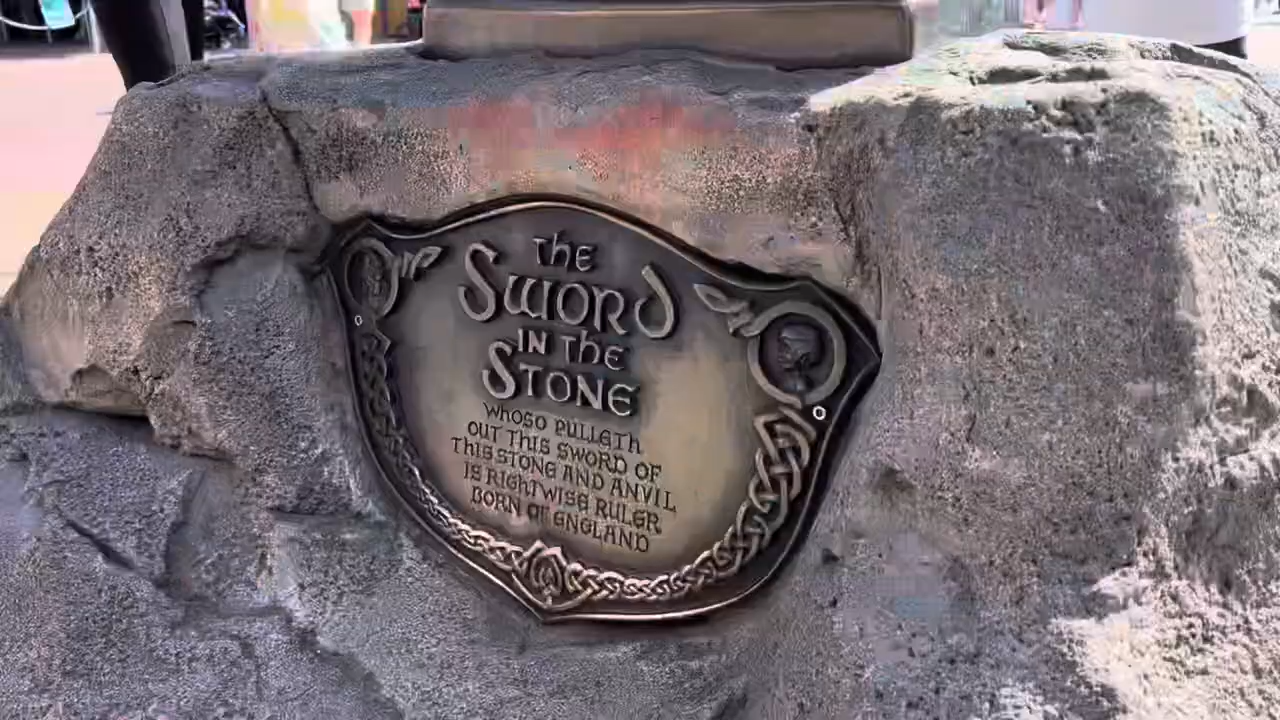 THE
SWORD
IN THE
STONE
WHOSO PULLETH
OUT THIS SWORD OF
THIS STONE AND ANVIL
IS RIGHTWISE RULER
BORN OF ENGLAND